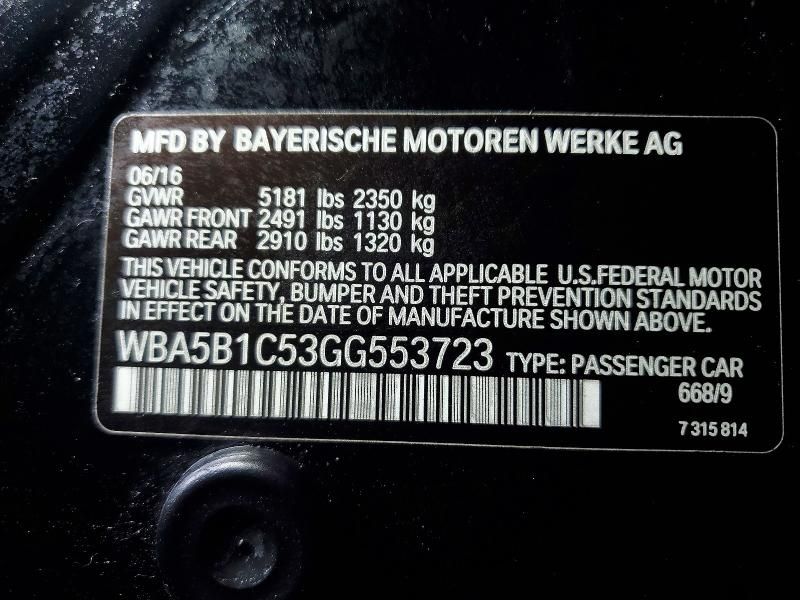 MFD BY BAYERISCHE MOTOREN WERKE AG
06/16
GVWR 5181 lbs 2350 kg
GAWR FRONT 2491 lbs 1130 kg
GAWR REAR 2910 lbs 1320 kg
THIS VEHICLE CONFORMS TO ALL APPLICABLE U.S.FEDERAL MOTOR
VEHICLE SAFETY, BUMPER AND THEFT PREVENTION STANDARDS
IN EFFECT ON THE DATE OF MANUFACTURE SHOWN ABOVE.
WBA5B1C53GG553723 TYPE: PASSENGER CAR
668/9
7 315 814